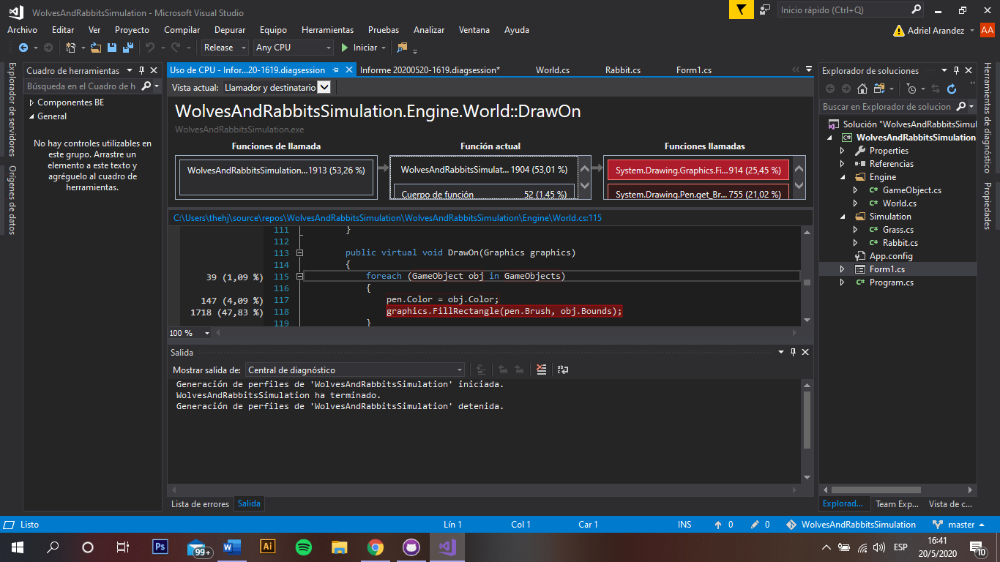 WolvesAndRabbitsSimulation - Microsoft Visual Studio
Inicio rápido (Ctrl+Q)
Archivo Editar Ver Proyecto Compilar Depurar Equipo Herramientas Pruebas Analizar Ventana Ayuda
Adriel Arandez AA
Release Any CPU Iniciar
Explorador de servidores
Orígenes de datos
Cuadro de herramientas
Búsqueda en el Cuadro de h
Componentes BE
General
No hay controles utilizables en
este grupo. Arrastre un
elemento a este texto y
agréguelo al cuadro de
herramientas.
Uso de CPU - Infor...20-1619.diagsession Informe 20200520-1619.diagsession* World.cs Rabbit.cs Form1.cs
Vista actual: Llamador y destinatario
WolvesAndRabbitsSimulation.Engine.World::DrawOn
WolvesAndRabbitsSimulation.exe
Funciones de llamada Función actual Funciones llamadas
WolvesAndRabbitsSimulation... 1913 (53,26 %)
WolvesAndRabbitsSimulat... 1904 (53,01 %)
System.Drawing.Graphics.Fi... 914 (25,45 %)
Cuerpo de función 52 (1,45 %)
System.Drawing.Pen.get_Br... 755 (21,02 %)
C:\Users\thehj\source\repos\WolvesAndRabbitsSimulation\WolvesAndRabbitsSimulation\Engine\World.cs:115
111 }
112
113 public virtual void DrawOn(Graphics graphics)
114 {
39 (1,09 %) 115 foreach (GameObject obj in GameObjects)
116 {
147 (4,09 %) 117 pen.Color = obj.Color;
1718 (47,83 %) 118 graphics.FillRectangle(pen.Brush, obj.Bounds);
119 }
100 %
Salida
Mostrar salida de: Central de diagnóstico
Generación de perfiles de 'WolvesAndRabbitsSimulation' iniciada.
WolvesAndRabbitsSimulation ha terminado.
Generación de perfiles de 'WolvesAndRabbitsSimulation' detenida.
Lista de errores Salida
Explorador de soluciones
Buscar en Explorador de solucion
Solución "WolvesAndRabbitsSimul
WolvesAndRabbitsSimulation
Properties
Referencias
Engine
GameObject.cs
World.cs
Simulation
Grass.cs
Rabbit.cs
App.config
Form1.cs
Program.cs
Explorad... Team Exp... Vista de c...
Herramientas de diagnóstico
Propiedades
Listo Lín 1 Col 1 Car 1 INS 0 0 WolvesAndRabbitsSimulation master
Ps 99+ W Ai ESP 16:41
20/5/2020 10